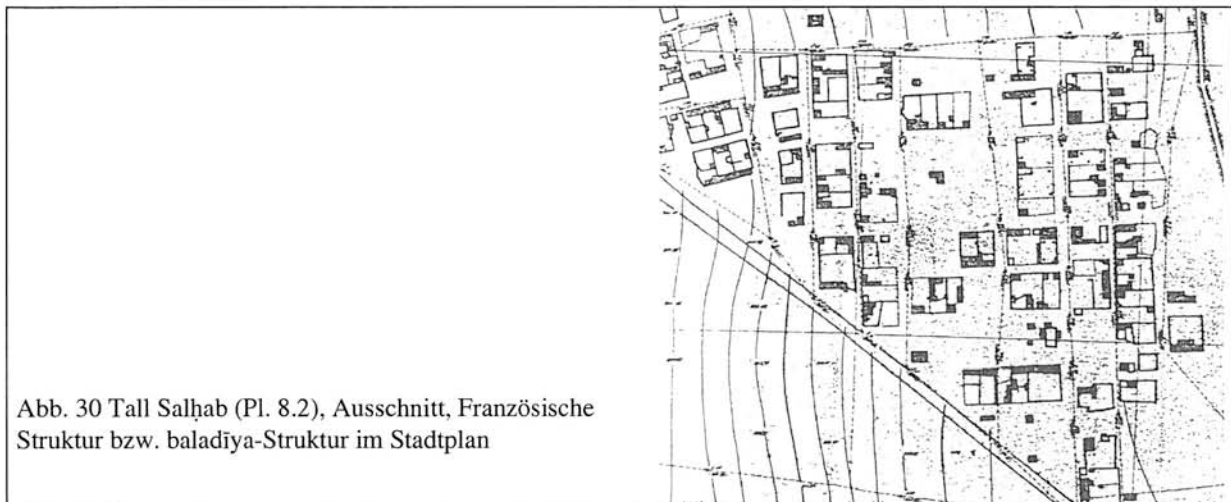 Abb. 30 Tall Salḥab (Pl. 8.2), Ausschnitt, Französische
Struktur bzw. baladīya-Struktur im Stadtplan